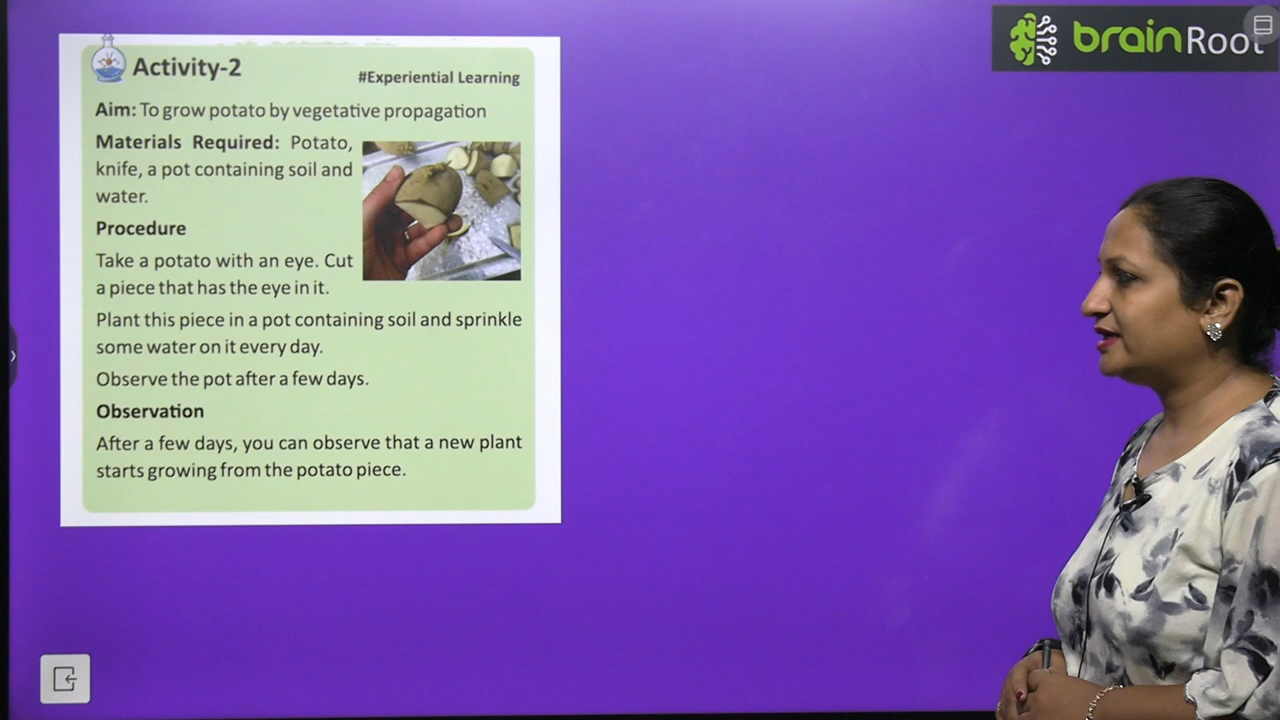 brainRoot
Activity-2
#Experiential Learning
Aim: To grow potato by vegetative propagation
Materials Required: Potato,
knife, a pot containing soil and
water.
Procedure
Take a potato with an eye. Cut
a piece that has the eye in it.
Plant this piece in a pot containing soil and sprinkle
some water on it every day.
Observe the pot after a few days.
Observation
After a few days, you can observe that a new plant
starts growing from the potato piece.